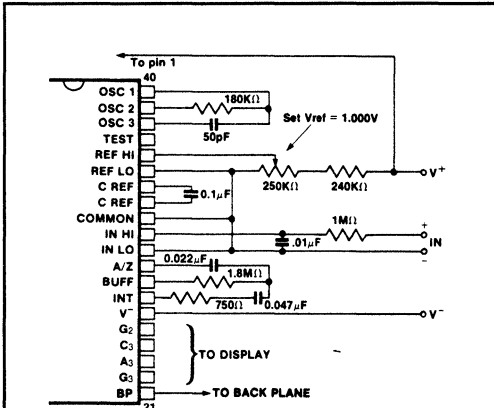 To pin 1
40
OSC 1
180KΩ
OSC 2
OSC 3
50pF
Set Vref = 1.000V
TEST
REF HI
REF LO
V+
250KΩ
240KΩ
C REF
0.1μF
C REF
COMMON
1MΩ
+
IN HI
.01μF
IN
IN LO
-
0.022μF
A/Z
BUFF
1.8MΩ
INT
750Ω
0.047μF
V-
V-
G2
C3
TO DISPLAY
A3
G3
BP
TO BACK PLANE
21